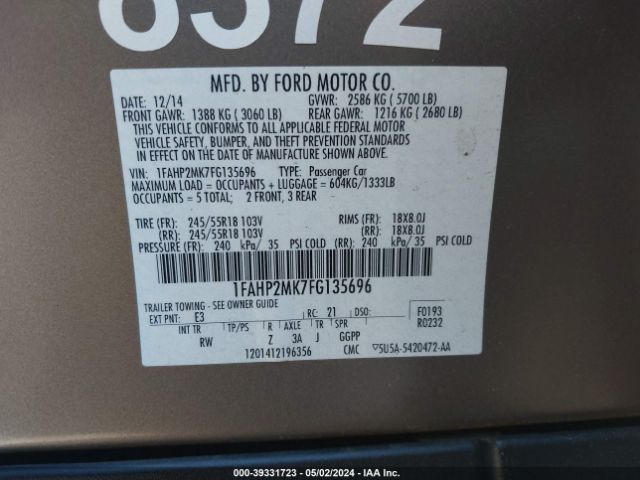 8572
MFD. BY FORD MOTOR CO.
DATE: 12/14 GVWR: 2586 KG ( 5700 LB)
FRONT GAWR: 1388 KG ( 3060 LB) REAR GAWR: 1216 KG ( 2680 LB)
THIS VEHICLE CONFORMS TO ALL APPLICABLE FEDERAL MOTOR
VEHICLE SAFETY, BUMPER, AND THEFT PREVENTION STANDARDS
IN EFFECT ON THE DATE OF MANUFACTURE SHOWN ABOVE.
VIN: 1FAHP2MK7FG135696 TYPE: Passenger Car
MAXIMUM LOAD = OCCUPANTS + LUGGAGE = 604KG/1333LB
OCCUPANTS = 5 TOTAL; 2 FRONT, 3 REAR
TIRE (FR): 245/55R18 103V RIMS (FR): 18X8.0J
(RR): 245/55R18 103V (RR): 18X8.0J
PRESSURE (FR): 240 kPa/ 35 PSI COLD (RR): 240 kPa/ 35 PSI COLD
1FAHP2MK7FG135696
TRAILER TOWING - SEE OWNER GUIDE
EXT PNT: E3 RC: 21 DSO: F0193
INT TR TP/PS R AXLE TR SPR R0232
RW Z 3A J GGPP
1201412196356 CMC ▽5U5A-5420472-AA
000-39331723 - 05/02/2024 - IAA Inc.